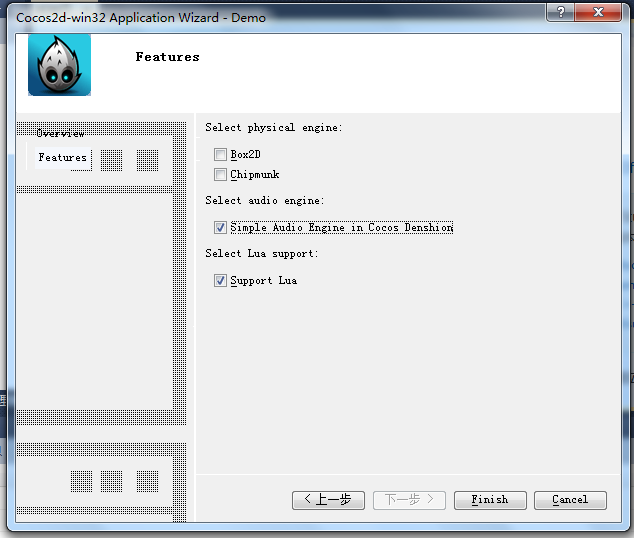 Cocos2d-win32 Application Wizard - Demo
Features
Overview
Features
Select physical engine:
Box2D
Chipmunk
Select audio engine:
Simple Audio Engine in Cocos Denshion
Select Lua support:
Support Lua
< 上一步
下一步 >
Finish
Cancel